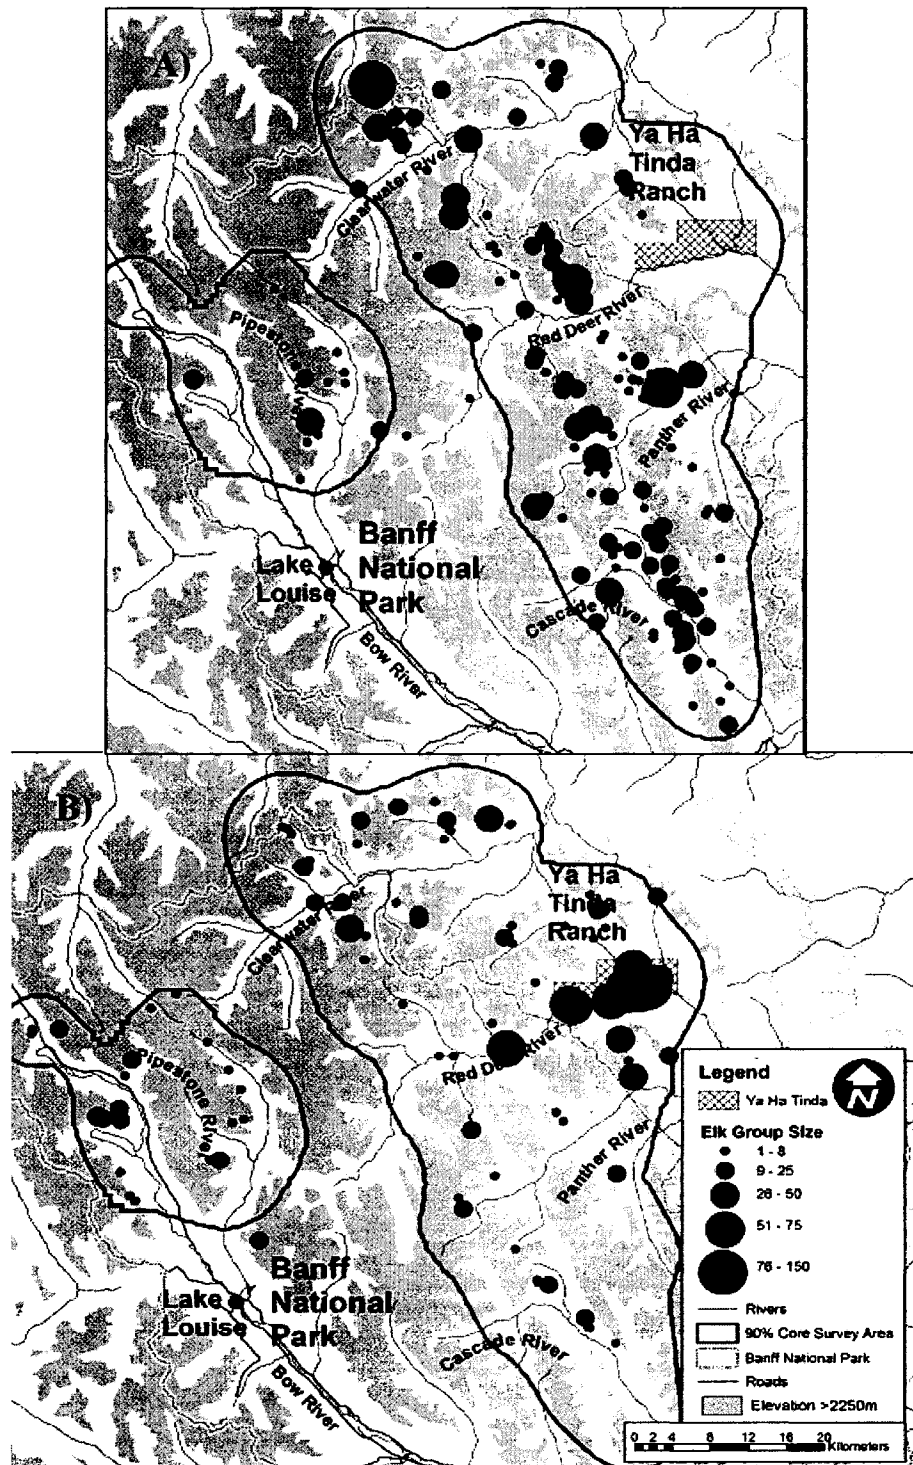 A)
Ya Ha
Tinda
Ranch
Clearwater River
Red Deer River
Pipestone River
Panther River
Banff
National
Park
Lake
Louise
Cascade River
Bow River
B)
Ya Ha
Tinda
Ranch
Clearwater River
Pipestone River
Red Deer River
Panther River
Banff
National
Park
Lake
Louise
Cascade River
Bow River
Legend
Ya Ha Tinda
N
Elk Group Size
1 - 8
9 - 25
26 - 50
51 - 75
76 - 150
Rivers
90% Core Survey Area
Banff National Park
Roads
Elevation >2250m
0 2 4 8 12 16 20
Kilometers